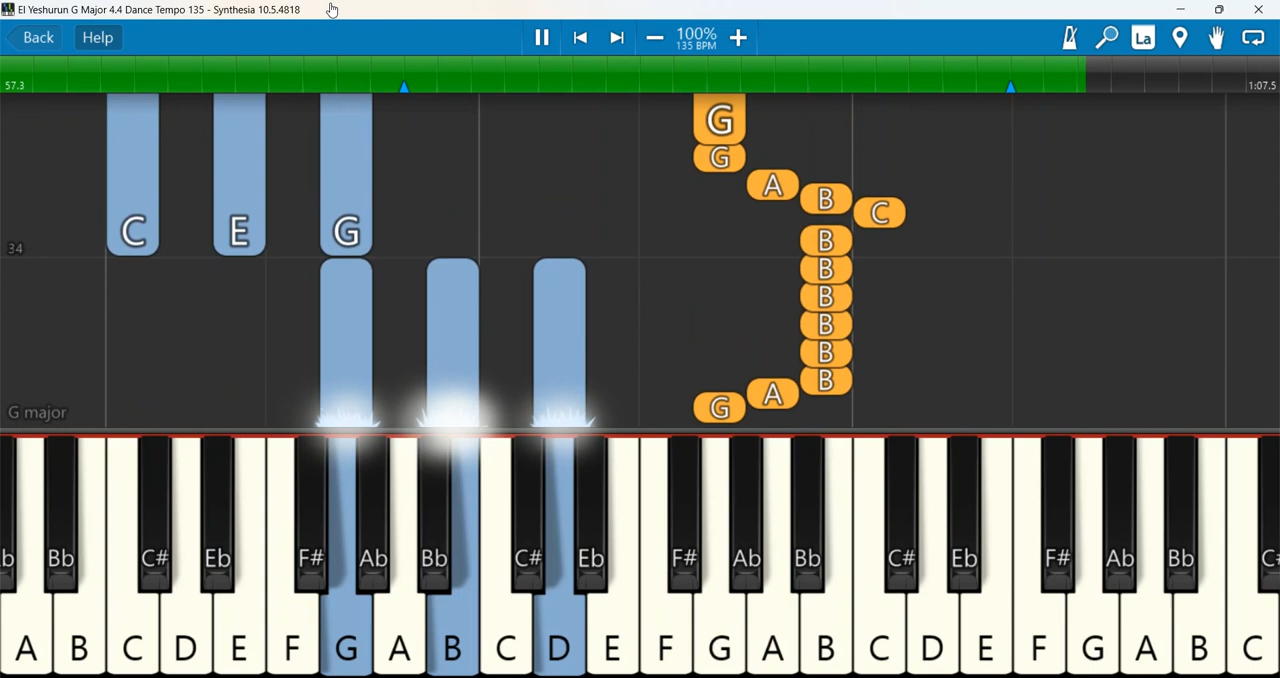 El Yeshurun G Major 4.4 Dance Tempo 135 - Synthesia 10.5.4818
Back Help 100% La
135 BPM
57.3 1:07.5
G
G
A
B
C
C E G
B
34
B
B
B
B
B
A
G
G major
b Bb C# Eb F# Ab Bb C# Eb F# Ab Bb C# Eb F# Ab Bb C#
A B C D E F G A B C D E F G A B C D E F G A B C